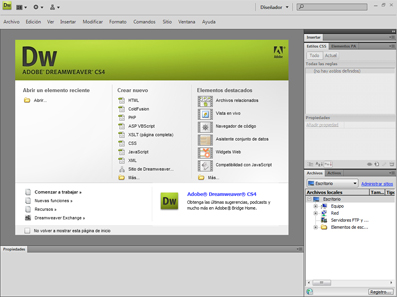 Dw
Diseñador
Archivo Edición Ver Insertar Modificar Formato Comandos Sitio Ventana Ayuda
Dw
ADOBE® DREAMWEAVER® CS4
Adobe
Abrir un elemento reciente
Abrir...
Crear nuevo
HTML
ColdFusion
PHP
ASP VBScript
XSLT (página completa)
CSS
JavaScript
XML
Sitio de Dreamweaver...
Más...
Elementos destacados
Archivos relacionados
Vista en vivo
Navegador de código
Asistente conjunto de datos
Widgets Web
Compatibilidad con JavaScript
Más...
Comenzar a trabajar »
Nuevas funciones »
Recursos »
Dreamweaver Exchange »
No volver a mostrar esta página de inicio
Dw
Adobe® Dreamweaver® CS4
Obtenga las últimas sugerencias, podcasts y
mucho más en Adobe® Bridge Home.
Propiedades
Insertar
Estilos CSS Elementos PA
Todo Actual
Todas las reglas
(no hay estilos definidos)
Propiedades
Añadir propiedad
Archivos Activos
Escritorio Administrar sitios
Archivos locales Tam... Tipo
Escritorio
Equipo
Red
Servidores FTP y ...
Elementos de esc...
Registro...